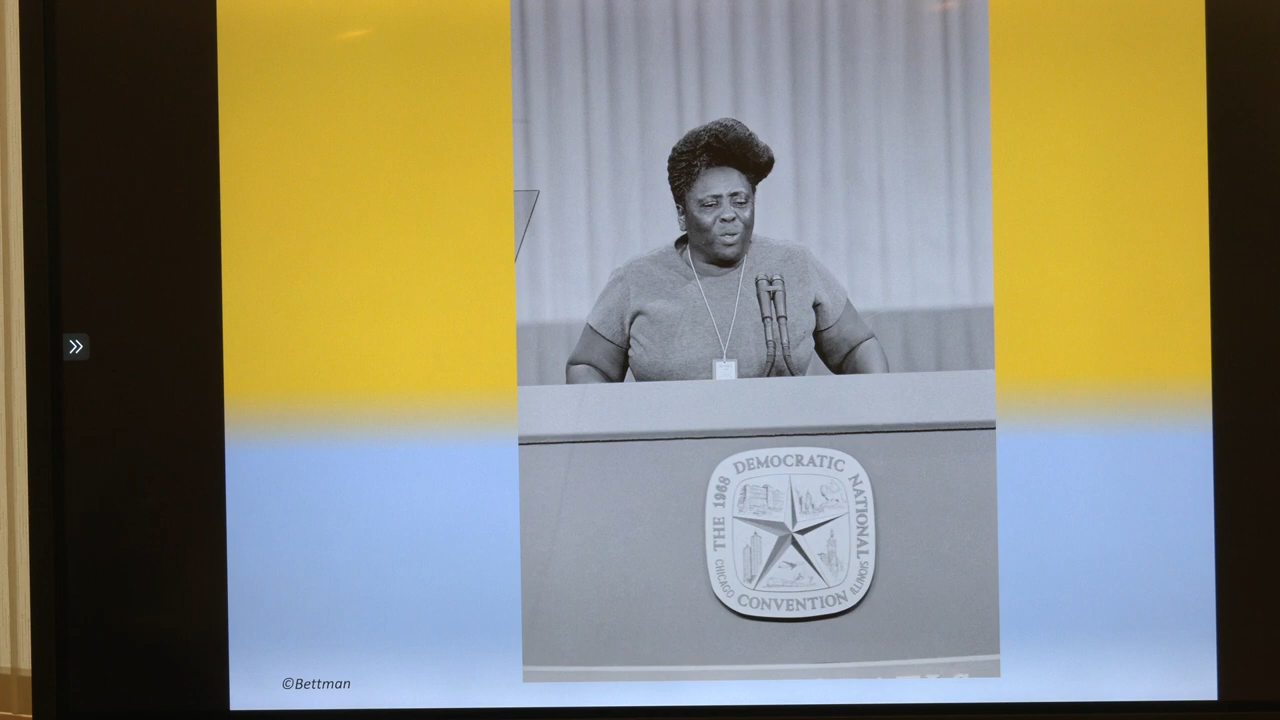 THE 1968 DEMOCRATIC NATIONAL CONVENTION
CHICAGO ILLINOIS
©Bettman